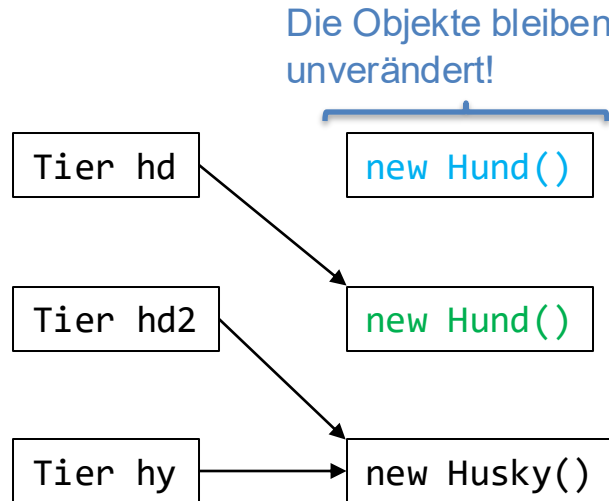 Die Objekte bleiben
unverändert!
Tier hd
new Hund()
Tier hd2
new Hund()
Tier hy
new Husky()